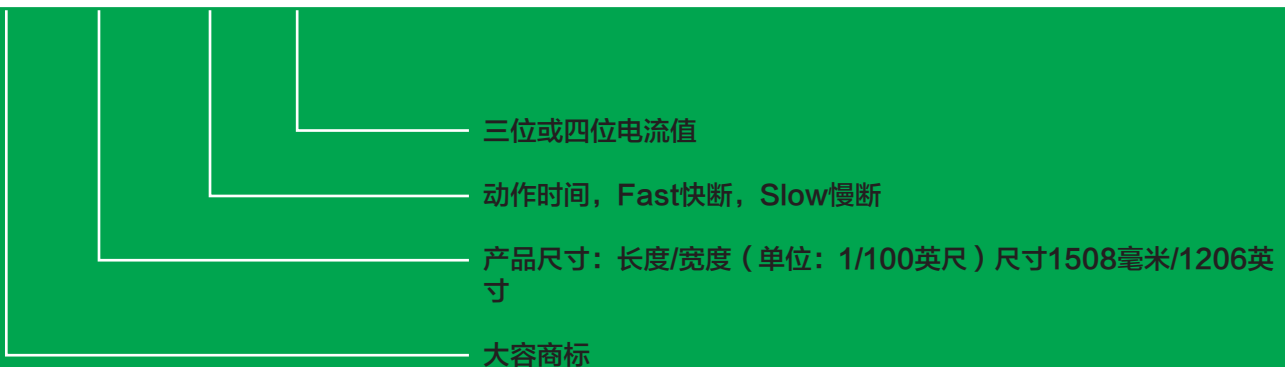 三位或四位电流值
动作时间，Fast快断，Slow慢断
产品尺寸：长度/宽度（单位：1/100英尺）尺寸1508毫米/1206英
寸
大容商标